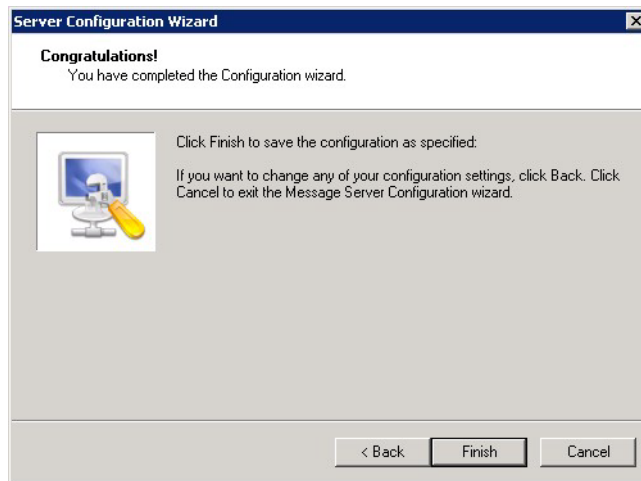 Server Configuration Wizard
Congratulations!
You have completed the Configuration wizard.
Click Finish to save the configuration as specified:
If you want to change any of your configuration settings, click Back. Click
Cancel to exit the Message Server Configuration wizard.
< Back
Finish
Cancel